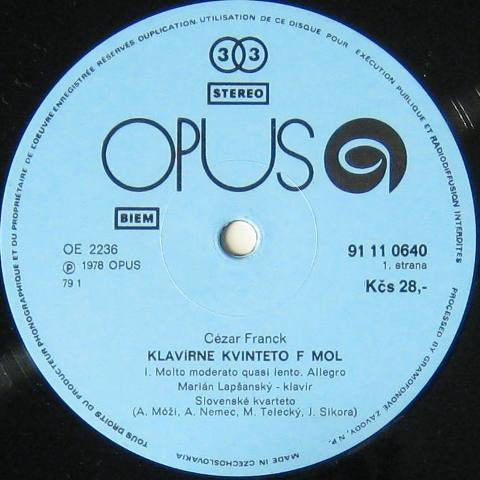 TOUS DROITS DU PRODUCTEUR PHONOGRAPHIQUE ET DU PROPRIÉTAIRE DE L'OEUVRE ENREGISTRÉE RÉSERVÉS. DUPLICATION, UTILISATION DE CE DISQUE POUR EXÉCUTION PUBLIQUE ET RADIODIFFUSION INTERDITES
33
STEREO
OPUS
BIEM
OE 2236
℗ 1978 OPUS
79 1
91 11 0640
1. strana
Kčs 28,-
Cézar Franck
KLAVÍRNE KVINTETO F MOL
I. Molto moderato quasi lento. Allegro
Marián Lapšanský - klavír
Slovenské kvarteto
(A. Móži, A. Nemec, M. Telecký, J. Sikora)
MADE IN CZECHOSLOVAKIA
PROCESSED BY GRAMOFONOVÉ ZÁVODY, N.P.